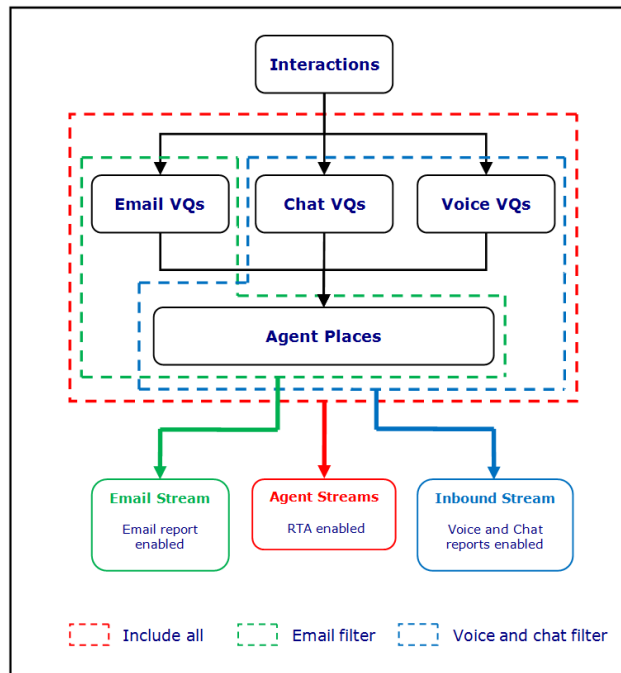 Interactions
Email VQs
Chat VQs
Voice VQs
Agent Places
Email Stream
Email report
enabled
Agent Streams
RTA enabled
Inbound Stream
Voice and Chat
reports enabled
Include all
Email filter
Voice and chat filter